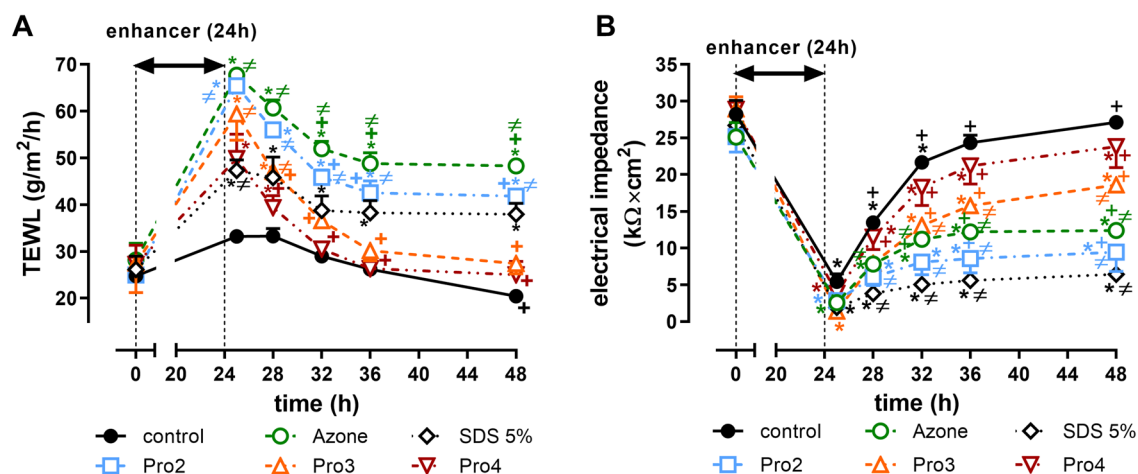 A
enhancer (24h)
TEWL (g/m²/h)
70
60
50
40
30
20
0 20 24 28 32 36 40 44 48
time (h)
control Azone SDS 5%
Pro2 Pro3 Pro4
B
enhancer (24h)
electrical impedance
(kΩ×cm²)
35
30
25
20
15
10
5
0
0 20 24 28 32 36 40 44 48
time (h)
control Azone SDS 5%
Pro2 Pro3 Pro4